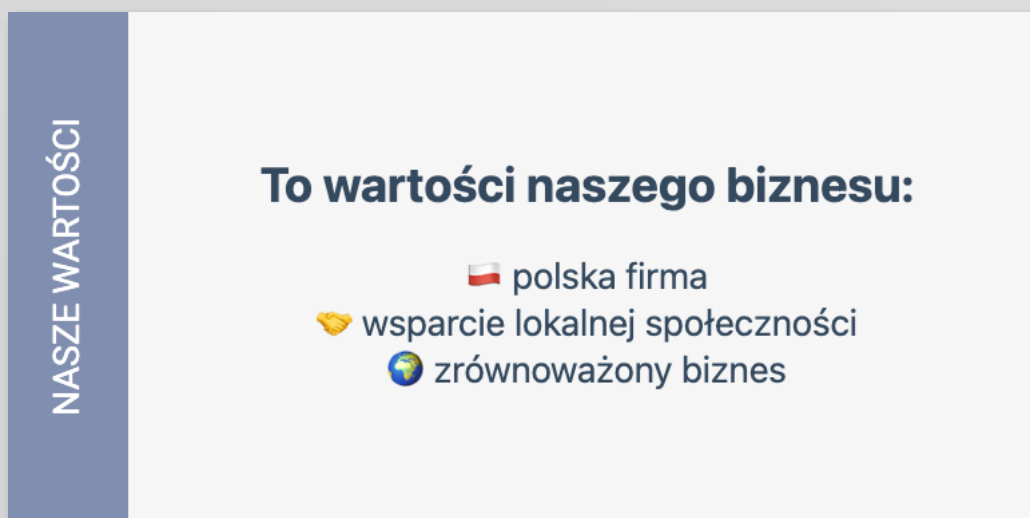 NASZE WARTOŚCI
To wartości naszego biznesu:
🇵🇱 polska firma
🤝 wsparcie lokalnej społeczności
🌍 zrównoważony biznes